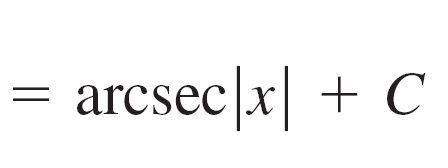 = arcsec|x| + C